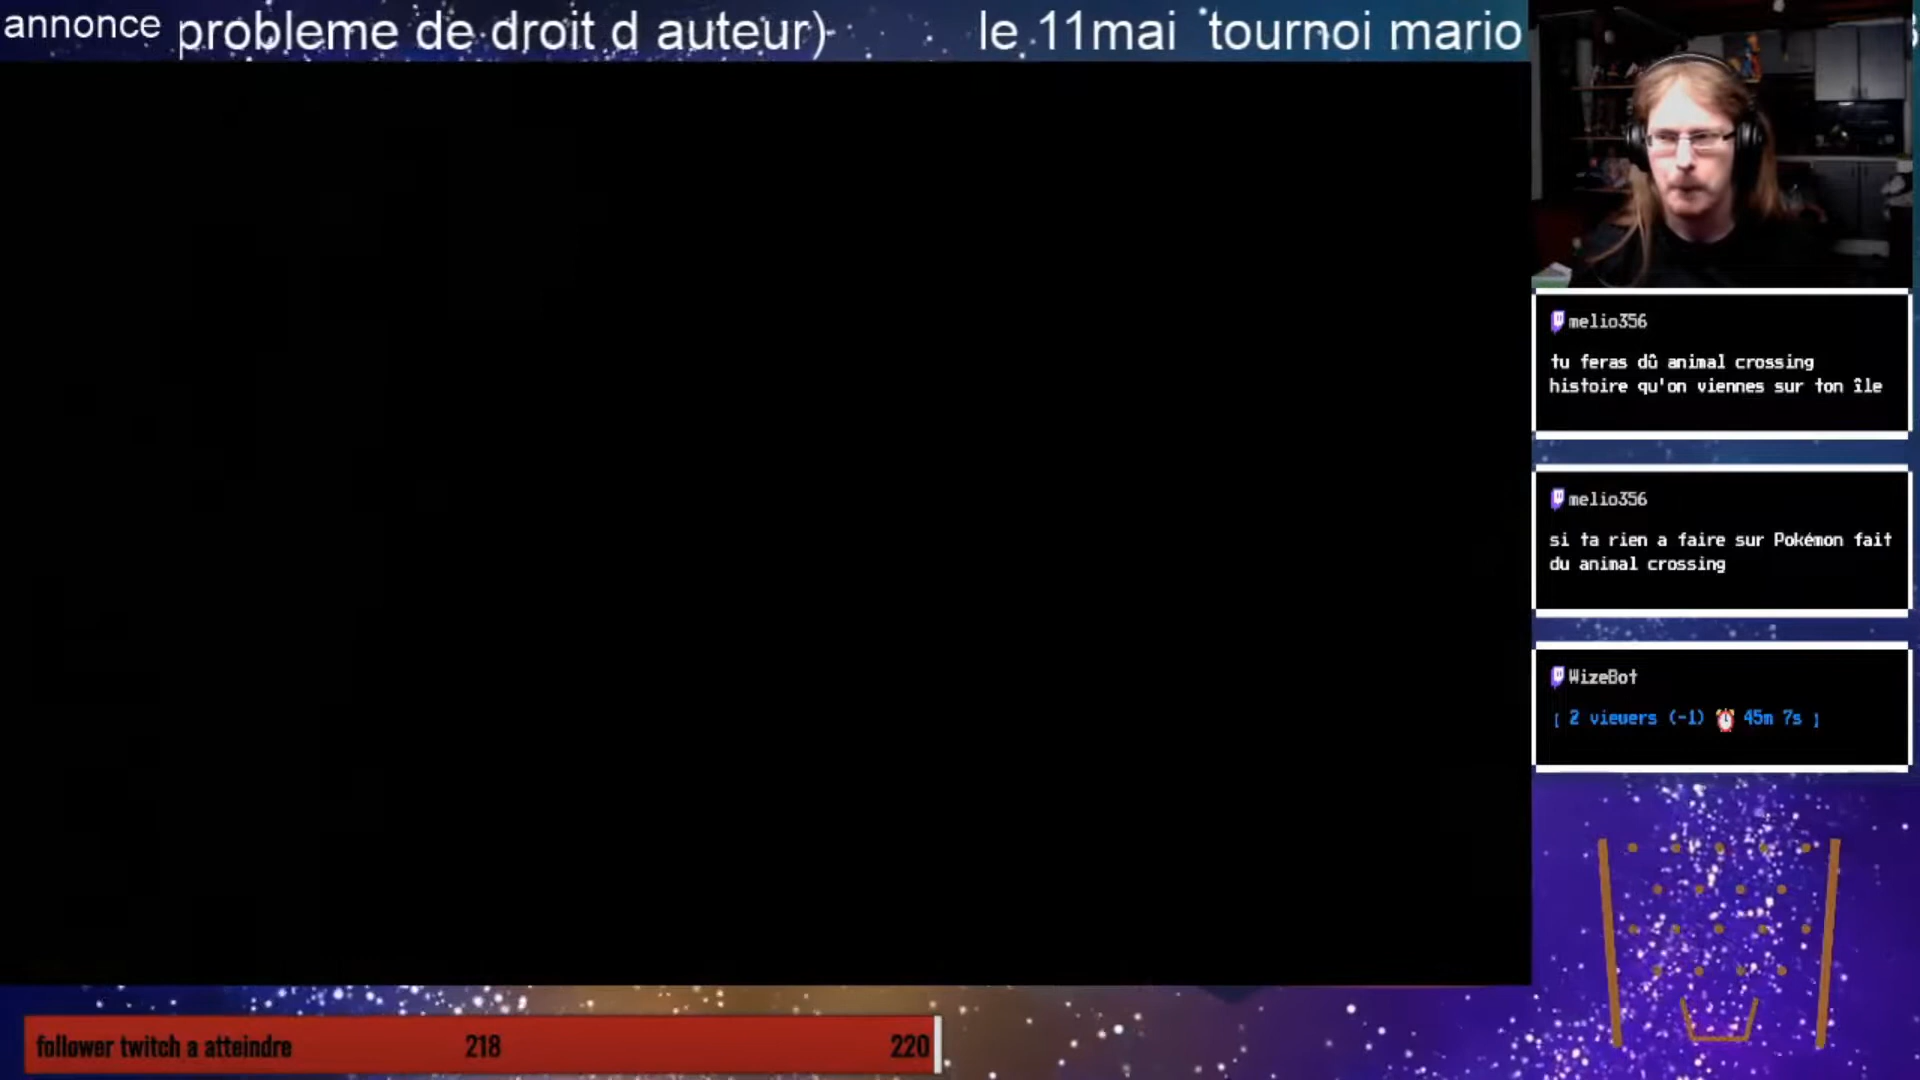 annonce probleme de droit d auteur) le 11mai tournoi mario
melio356
tu feras dû animal crossing
histoire qu'on viennes sur ton île
melio356
si ta rien a faire sur Pokémon fait
du animal crossing
WizeBot
[ 2 viewers (-1) ⏰ 45m 7s ]
follower twitch a atteindre 218 220